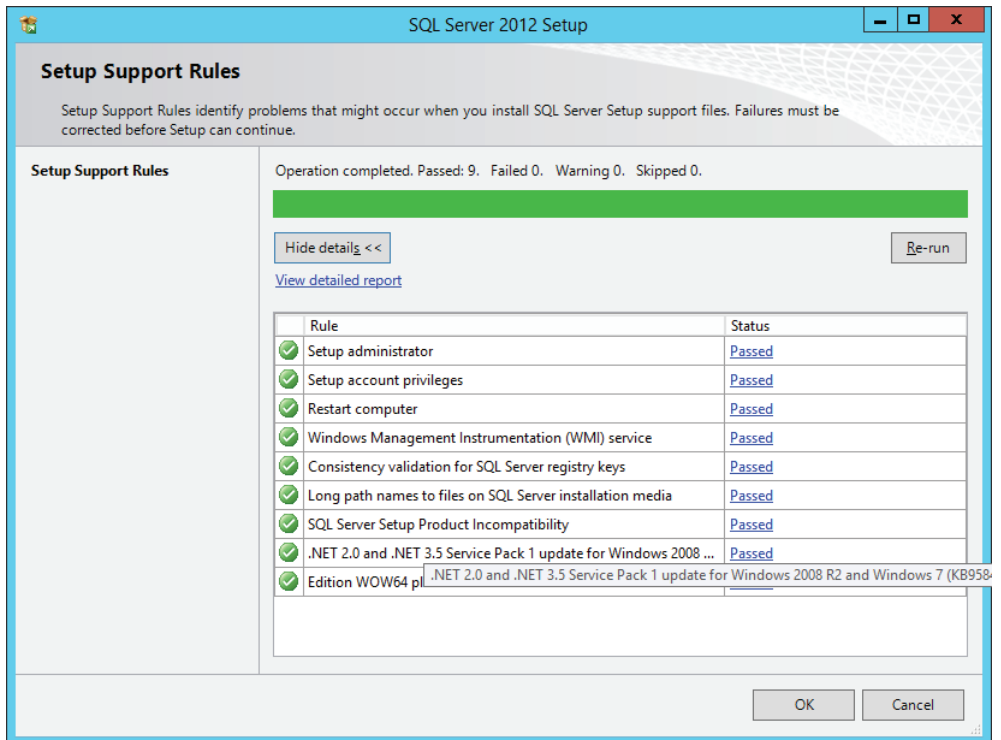 SQL Server 2012 Setup
Setup Support Rules
Setup Support Rules identify problems that might occur when you install SQL Server Setup support files. Failures must be
corrected before Setup can continue.
Setup Support Rules
Operation completed. Passed: 9. Failed 0. Warning 0. Skipped 0.
Hide details <<
Re-run
View detailed report
Rule Status
Setup administrator Passed
Setup account privileges Passed
Restart computer Passed
Windows Management Instrumentation (WMI) service Passed
Consistency validation for SQL Server registry keys Passed
Long path names to files on SQL Server installation media Passed
SQL Server Setup Product Incompatibility Passed
.NET 2.0 and .NET 3.5 Service Pack 1 update for Windows 2008 ... Passed
.NET 2.0 and .NET 3.5 Service Pack 1 update for Windows 2008 R2 and Windows 7 (KB958
Edition WOW64 pl
OK Cancel